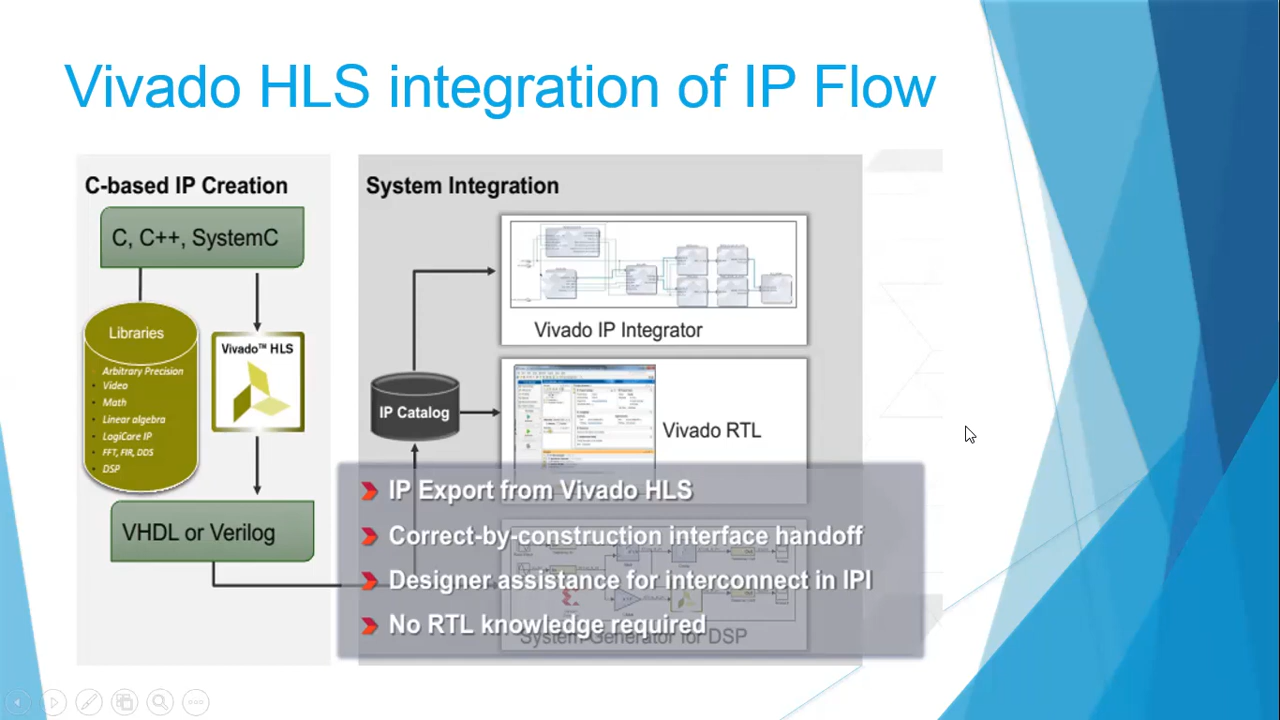 Vivado HLS integration of IP Flow
C-based IP Creation
C, C++, SystemC
Libraries
Arbitrary Precision
• Video
• Math
• Linear algebra
• LogiCore IP
• FFT, FIR, DDS
• DSP
Vivado™ HLS
VHDL or Verilog
System Integration
IP Catalog
Vivado IP Integrator
Vivado RTL
System Generator for DSP
IP Export from Vivado HLS
Correct-by-construction interface handoff
Designer assistance for interconnect in IPI
No RTL knowledge required